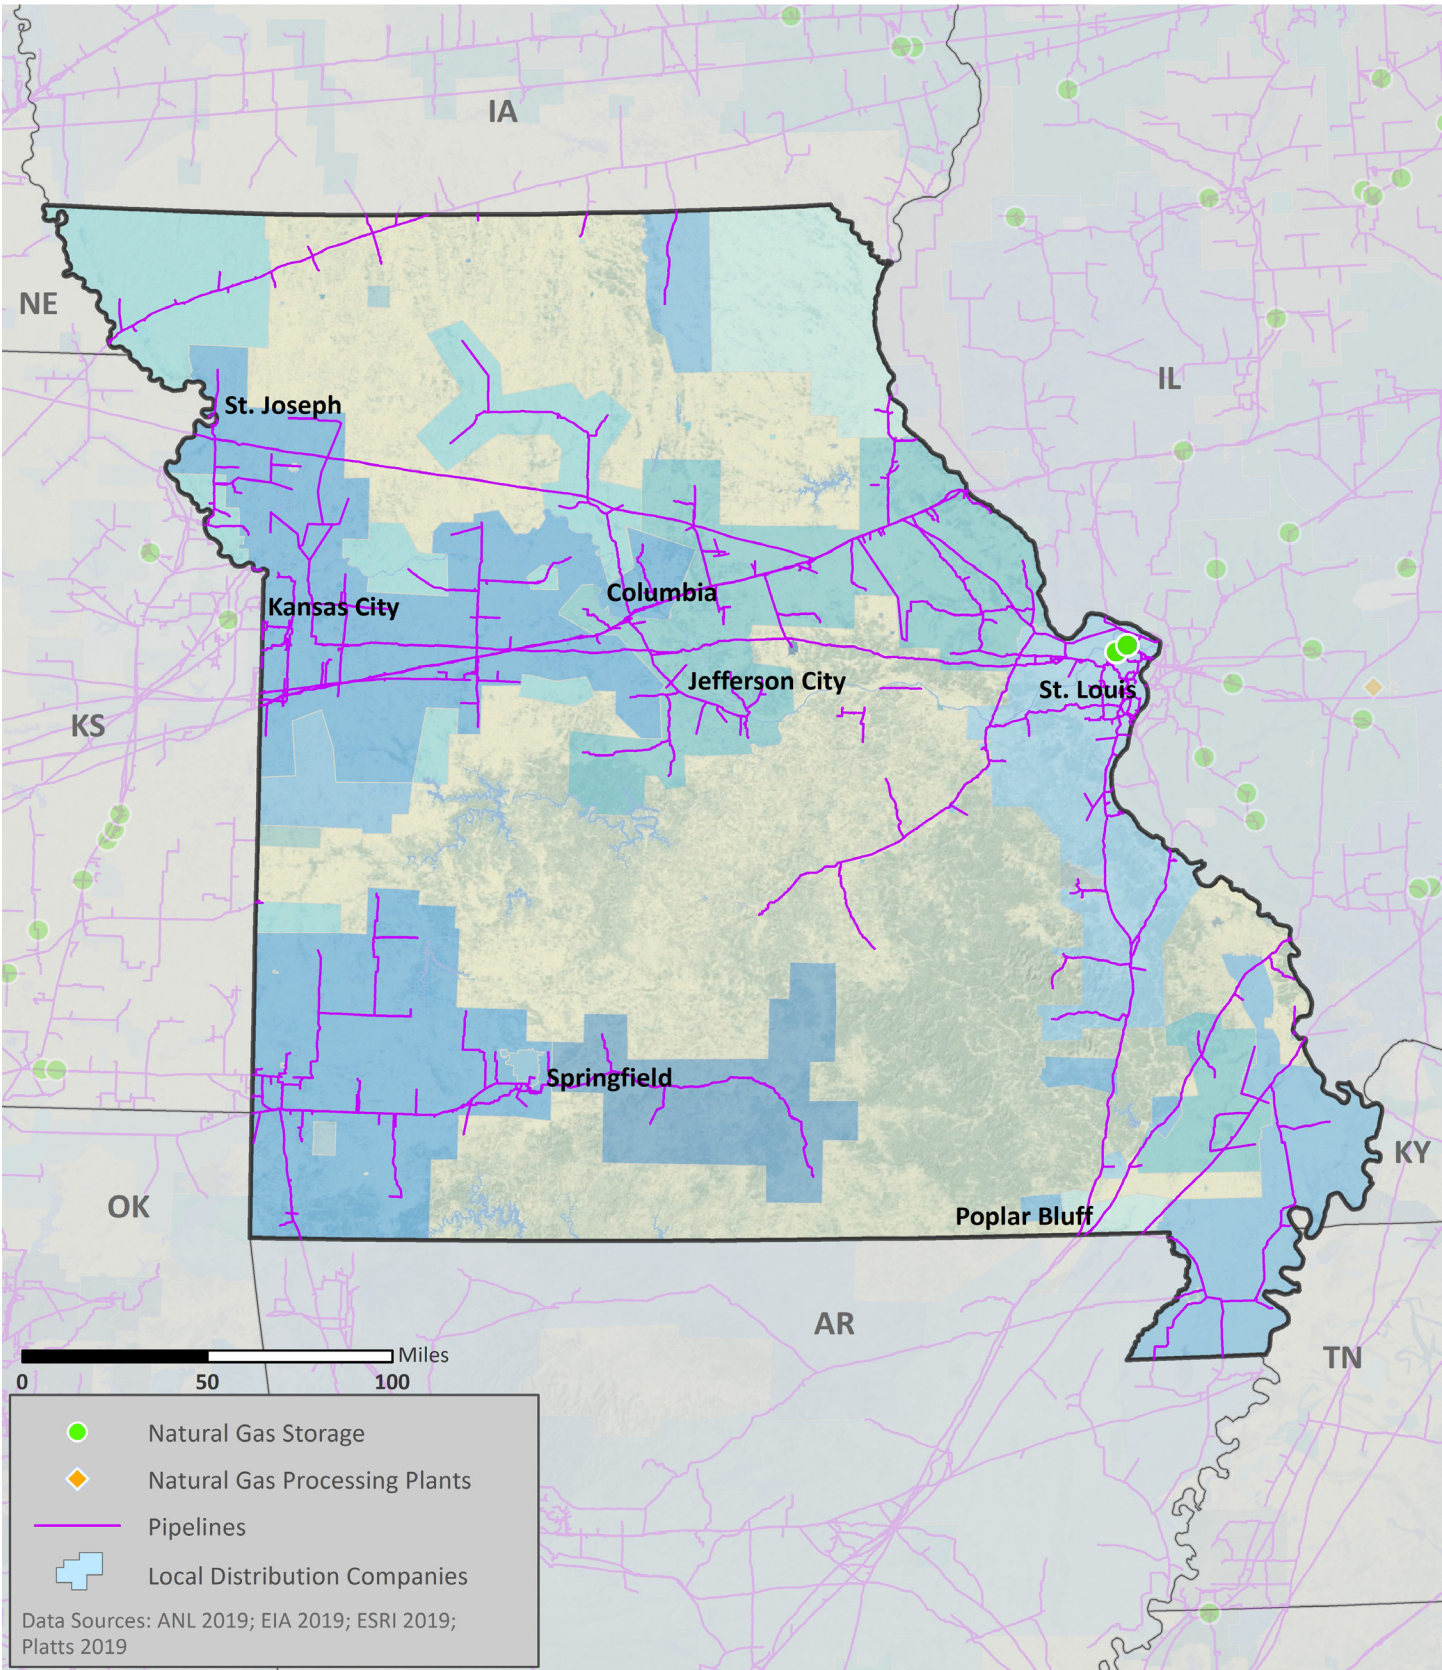 IA
NE
IL
St. Joseph
Columbia
Kansas City
Jefferson City
St. Louis
KS
Springfield
KY
OK
Poplar Bluff
AR
TN
Miles
0 50 100
Natural Gas Storage
Natural Gas Processing Plants
Pipelines
Local Distribution Companies
Data Sources: ANL 2019; EIA 2019; ESRI 2019;
Platts 2019